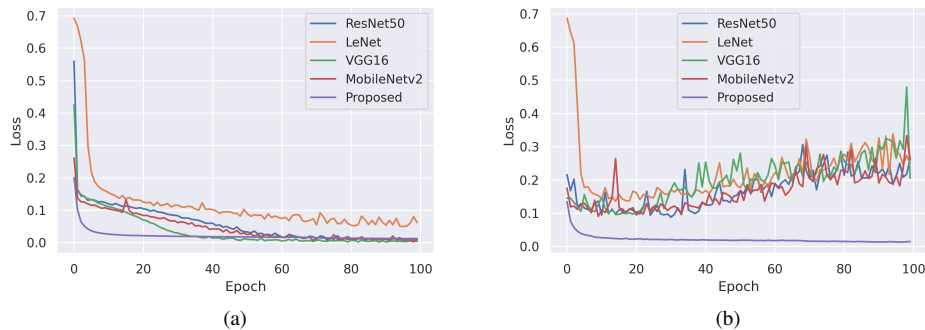 0.7
0.6
0.5
0.4
0.3
0.2
0.1
0.0
Loss
0
20
40
60
80
100
Epoch
ResNet50
LeNet
VGG16
MobileNetv2
Proposed
(a)
0.7
0.6
0.5
0.4
0.3
0.2
0.1
0.0
Loss
0
20
40
60
80
100
Epoch
ResNet50
LeNet
VGG16
MobileNetv2
Proposed
(b)